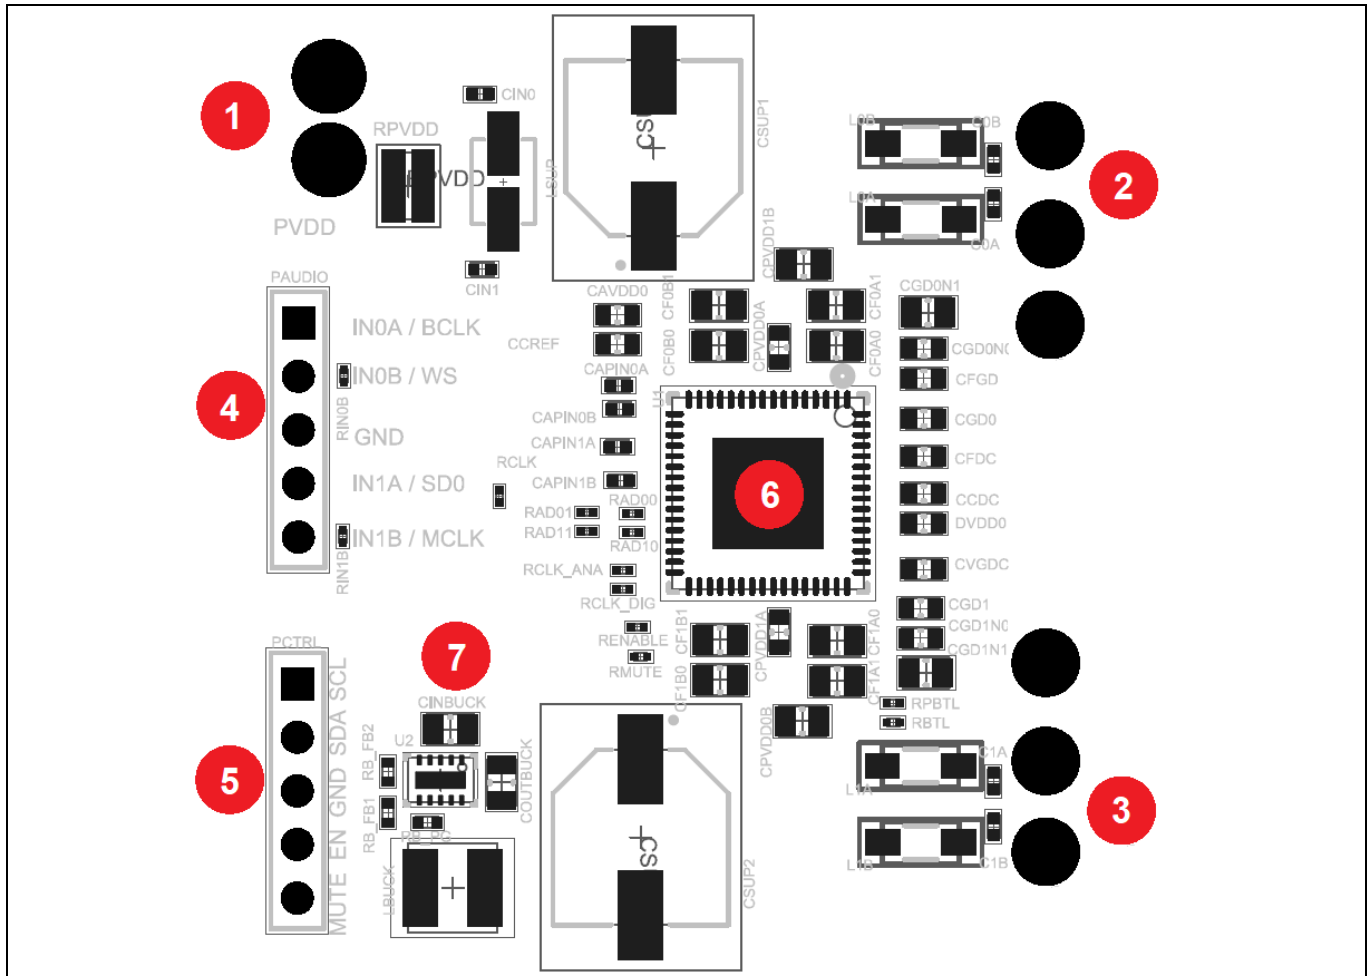 1
CIN0
RPVDD
RPVDD
LSUP
CSUP1
PVDD
CIN1
L0B
C0B
L0A
C0A
2
PAUDIO
IN0A / BCLK
IN0B / WS
RIN0B
GND
IN1A / SD0
IN1B / MCLK
RIN1B
4
CAVDD0
CCREF
CAPIN0A
CAPIN0B
CAPIN1A
RCLK
CAPIN1B
RAD01
RAD00
RAD11
RAD10
RCLK_ANA
RCLK_DIG
RENABLE
RMUTE
CF0B1
CF0B0
CPVDD1B
CPVDD0A
CF0A1
CF0A0
U1
6
CGD0N1
CGD0N0
CFGD
CGD0
CFDC
CCDC
DVDD0
CVGDC
CGD1
CGD1N0
CGD1N1
RPBTL
RBTL
CF1B1
CF1B0
CPVDD1A
CPVDD0B
CF1A0
CF1A1
PCTRL
MUTE EN GND SDA SCL
5
7
CINBUCK
U2
RB_FB2
RB_FB1
RB_PG
COUTBUCK
LBUCK
CSUP2
L1A
C1A
L1B
C1B
3